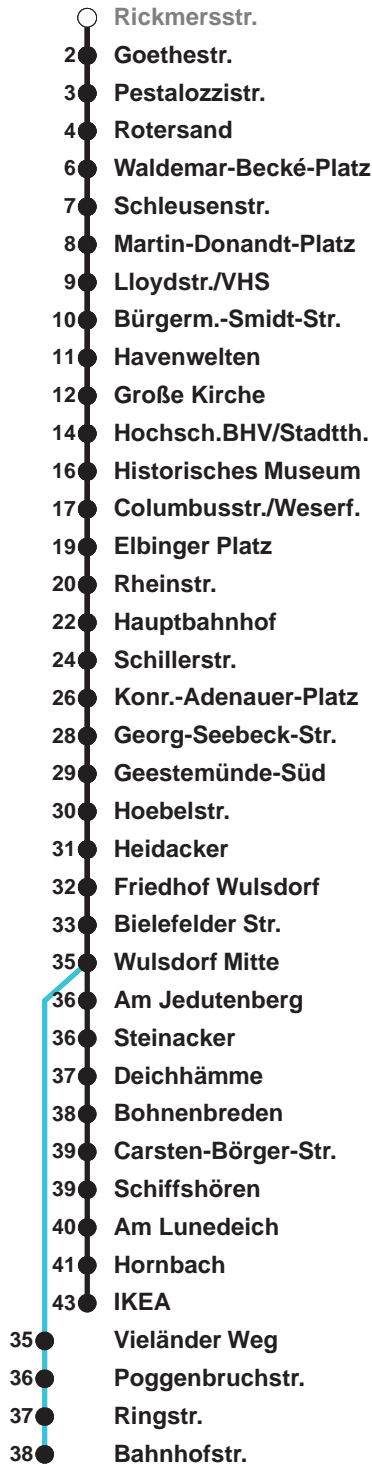 Rickmersstr.
2 Goethestr.
3 Pestalozzistr.
4 Rotersand
6 Waldemar-Becké-Platz
7 Schleusenstr.
8 Martin-Donandt-Platz
9 Lloydstr./VHS
10 Bürgerm.-Smidt-Str.
11 Havenwelten
12 Große Kirche
14 Hochsch.BHV/Stadtth.
16 Historisches Museum
17 Columbusstr./Weserf.
19 Elbinger Platz
20 Rheinstr.
22 Hauptbahnhof
24 Schillerstr.
26 Konr.-Adenauer-Platz
28 Georg-Seebeck-Str.
29 Geestemünde-Süd
30 Hoebelstr.
31 Heidacker
32 Friedhof Wulsdorf
33 Bielefelder Str.
35 Wulsdorf Mitte
36 Am Jedutenberg
36 Steinacker
37 Deichhämme
38 Bohnenbreden
39 Carsten-Börger-Str.
39 Schiffshören
40 Am Lunedeich
41 Hornbach
43 IKEA
35 Vieländer Weg
36 Poggenbruchstr.
37 Ringstr.
38 Bahnhofstr.